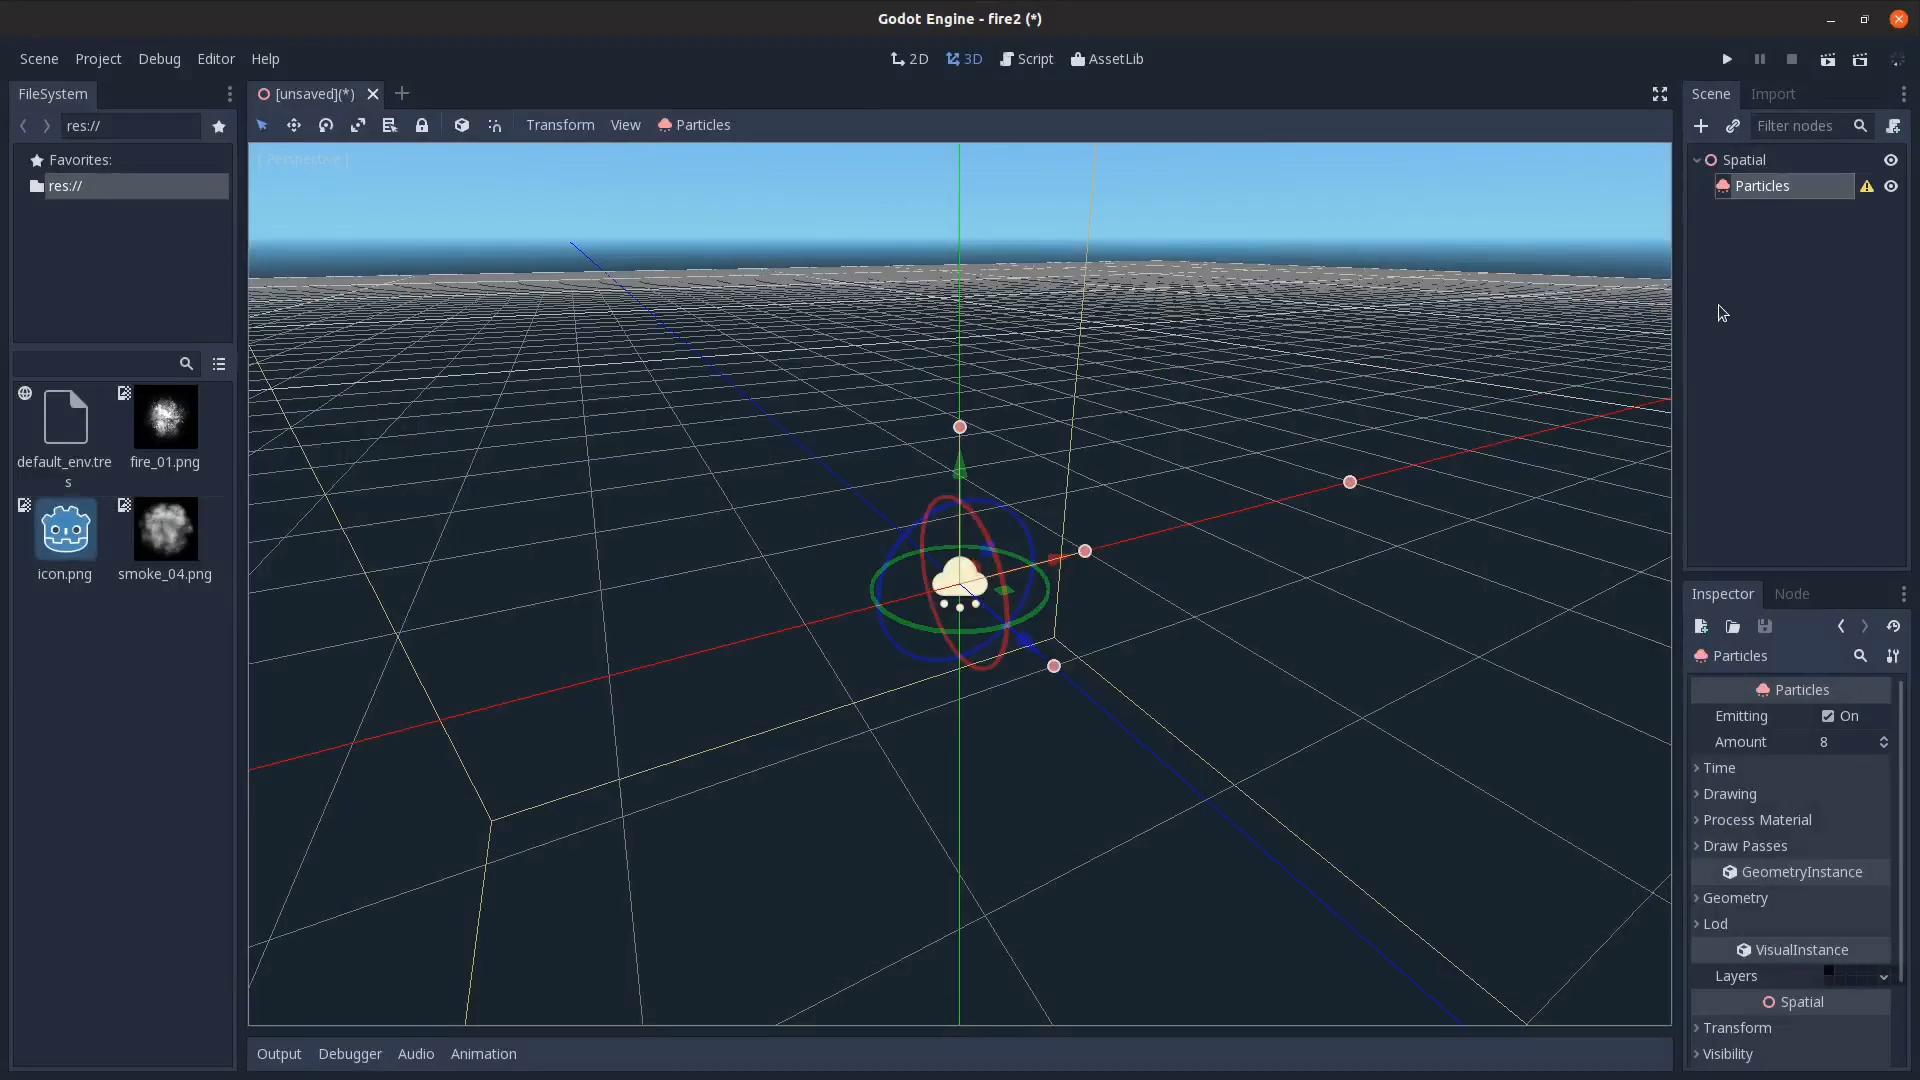 Godot Engine - fire2 (*)
Scene Project Debug Editor Help
2D 3D Script AssetLib
FileSystem
[unsaved](*)
Scene Import
res://
Transform View Particles
Filter nodes
Favorites:
res://
[ Perspective ]
Spatial
Particles
default_env.tre
s
fire_01.png
icon.png
smoke_04.png
Inspector Node
Particles
Particles
Emitting On
Amount 8
Time
Drawing
Process Material
Draw Passes
GeometryInstance
Geometry
Lod
VisualInstance
Layers
Spatial
Transform
Visibility
Output Debugger Audio Animation